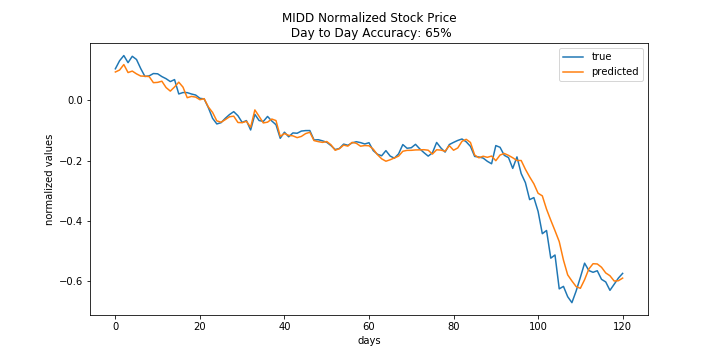 MIDD Normalized Stock Price
Day to Day Accuracy: 65%
true
predicted
normalized values
0.0
−0.2
−0.4
−0.6
0
20
40
60
80
100
120
days